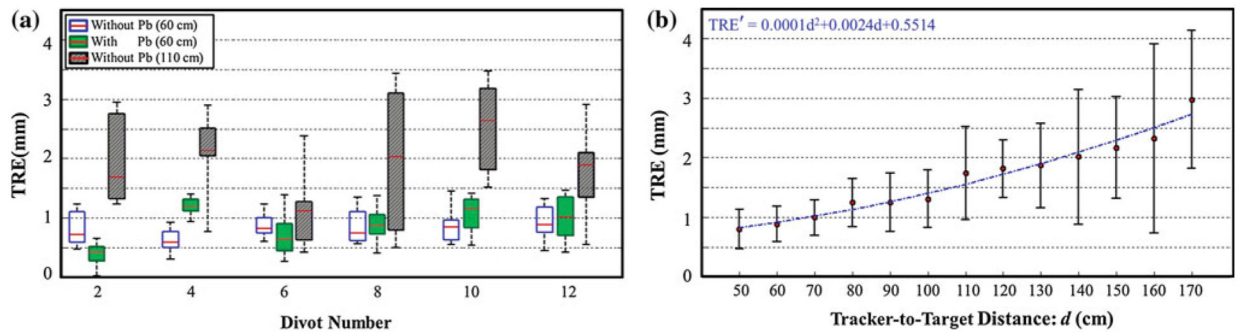 (a)
Without Pb (60 cm)
With Pb (60 cm)
Without Pb (110 cm)
TRE(mm)
4
3
2
1
0
2 4 6 8 10 12
Divot Number
(b)
TRE′ = 0.0001d²+0.0024d+0.5514
TRE (mm)
4
3
2
1
0
50 60 70 80 90 100 110 120 130 140 150 160 170
Tracker-to-Target Distance: d (cm)